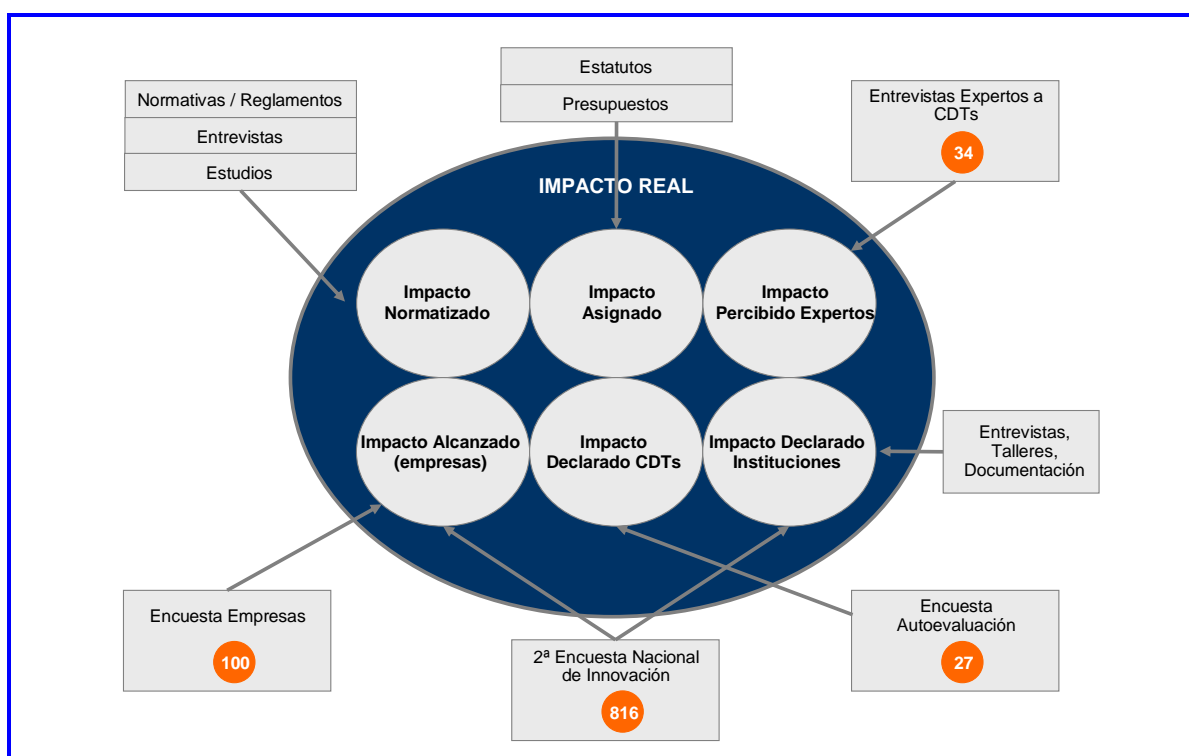 Normativas / Reglamentos
Entrevistas
Estudios
Estatutos
Presupuestos
Entrevistas Expertos a
CDTs
34
IMPACTO REAL
Impacto
Normatizado
Impacto
Asignado
Impacto
Percibido Expertos
Impacto Alcanzado
(empresas)
Impacto
Declarado CDTs
Impacto Declarado
Instituciones
Entrevistas,
Talleres,
Documentación
Encuesta Empresas
100
2ª Encuesta Nacional
de Innovación
816
Encuesta
Autoevaluación
27